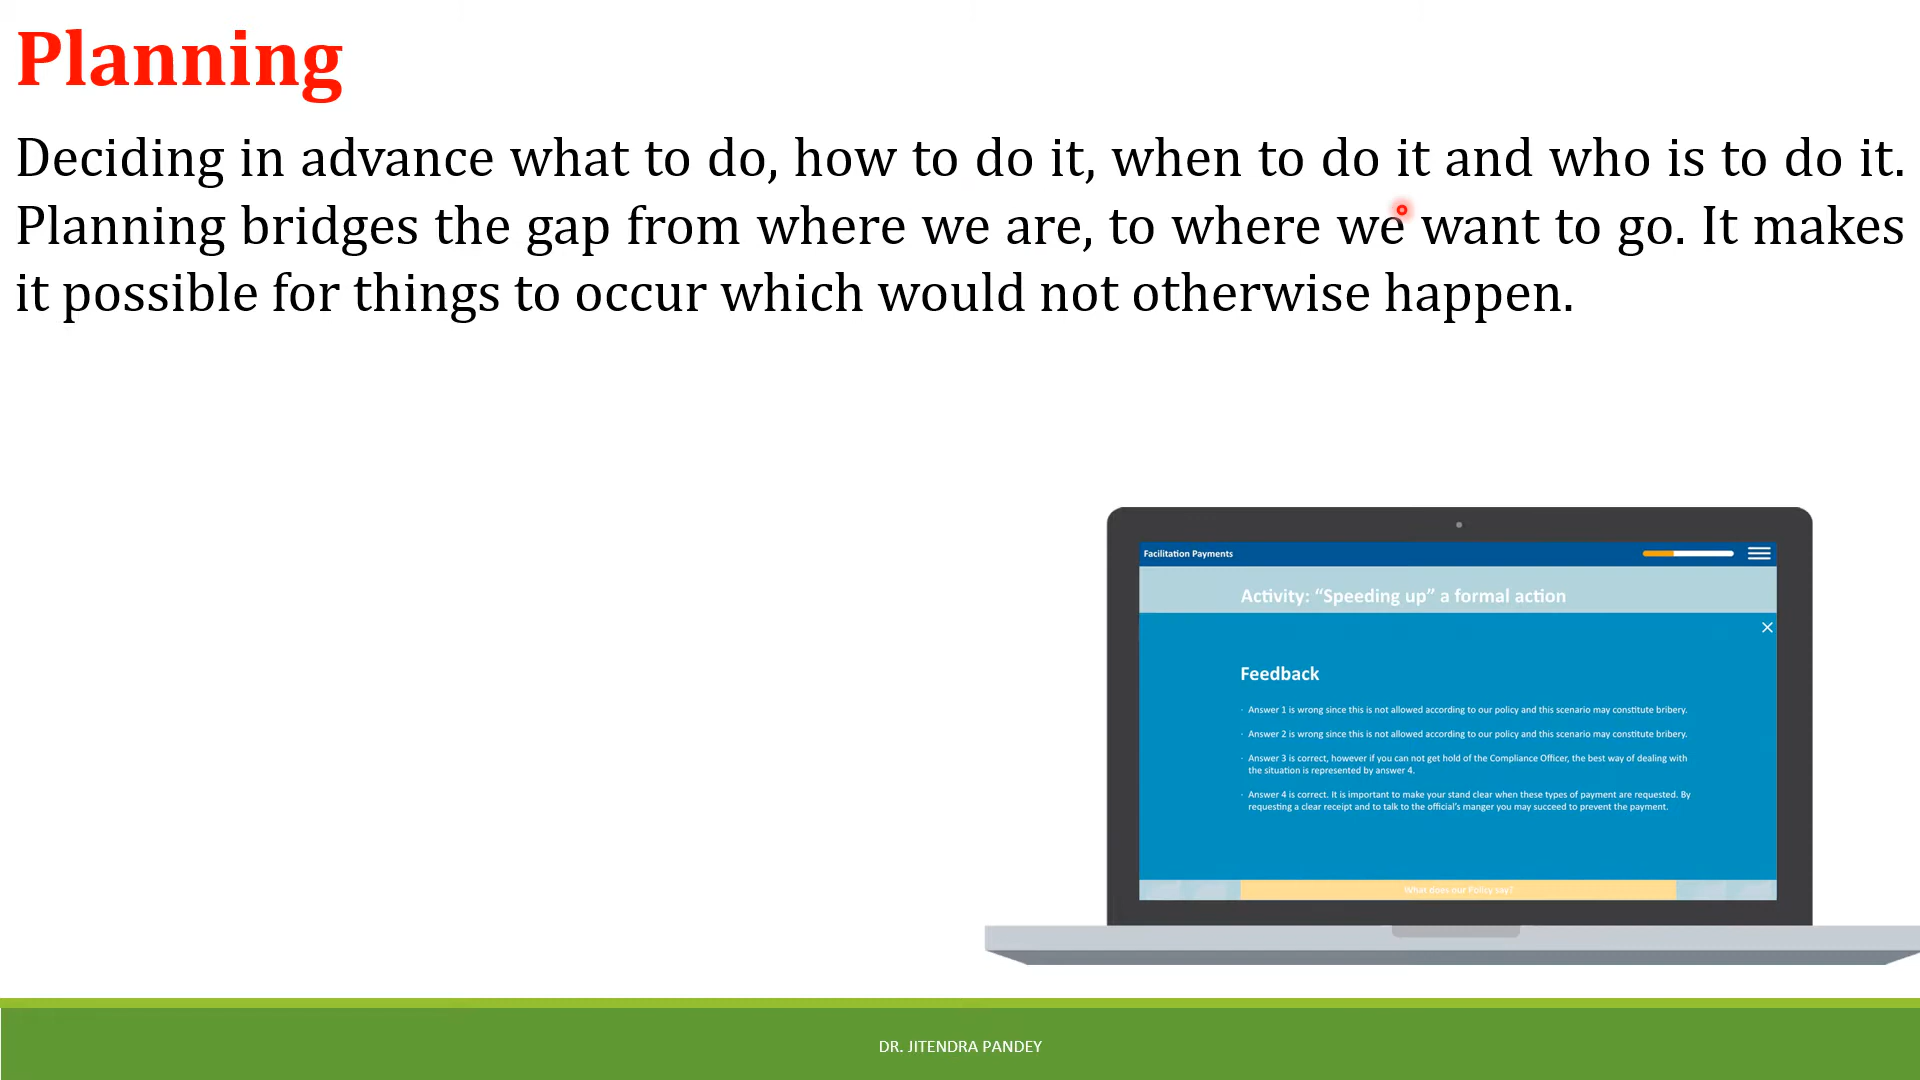 Planning
Deciding in advance what to do, how to do it, when to do it and who is to do it.
Planning bridges the gap from where we are, to where we want to go. It makes
it possible for things to occur which would not otherwise happen.
Facilitation Payments
Activity: “Speeding up” a formal action
Feedback
· Answer 1 is wrong since this is not allowed according to our policy and this scenario may constitute bribery.
· Answer 2 is wrong since this is not allowed according to our policy and this scenario may constitute bribery.
· Answer 3 is correct, however if you can not get hold of the Compliance Officer, the best way of dealing with
the situation is represented by answer 4.
· Answer 4 is correct. It is important to make your stand clear when these types of payment are requested. By
requesting a clear receipt and to talk to the official’s manger you may succeed to prevent the payment.
What does our Policy say?
DR. JITENDRA PANDEY